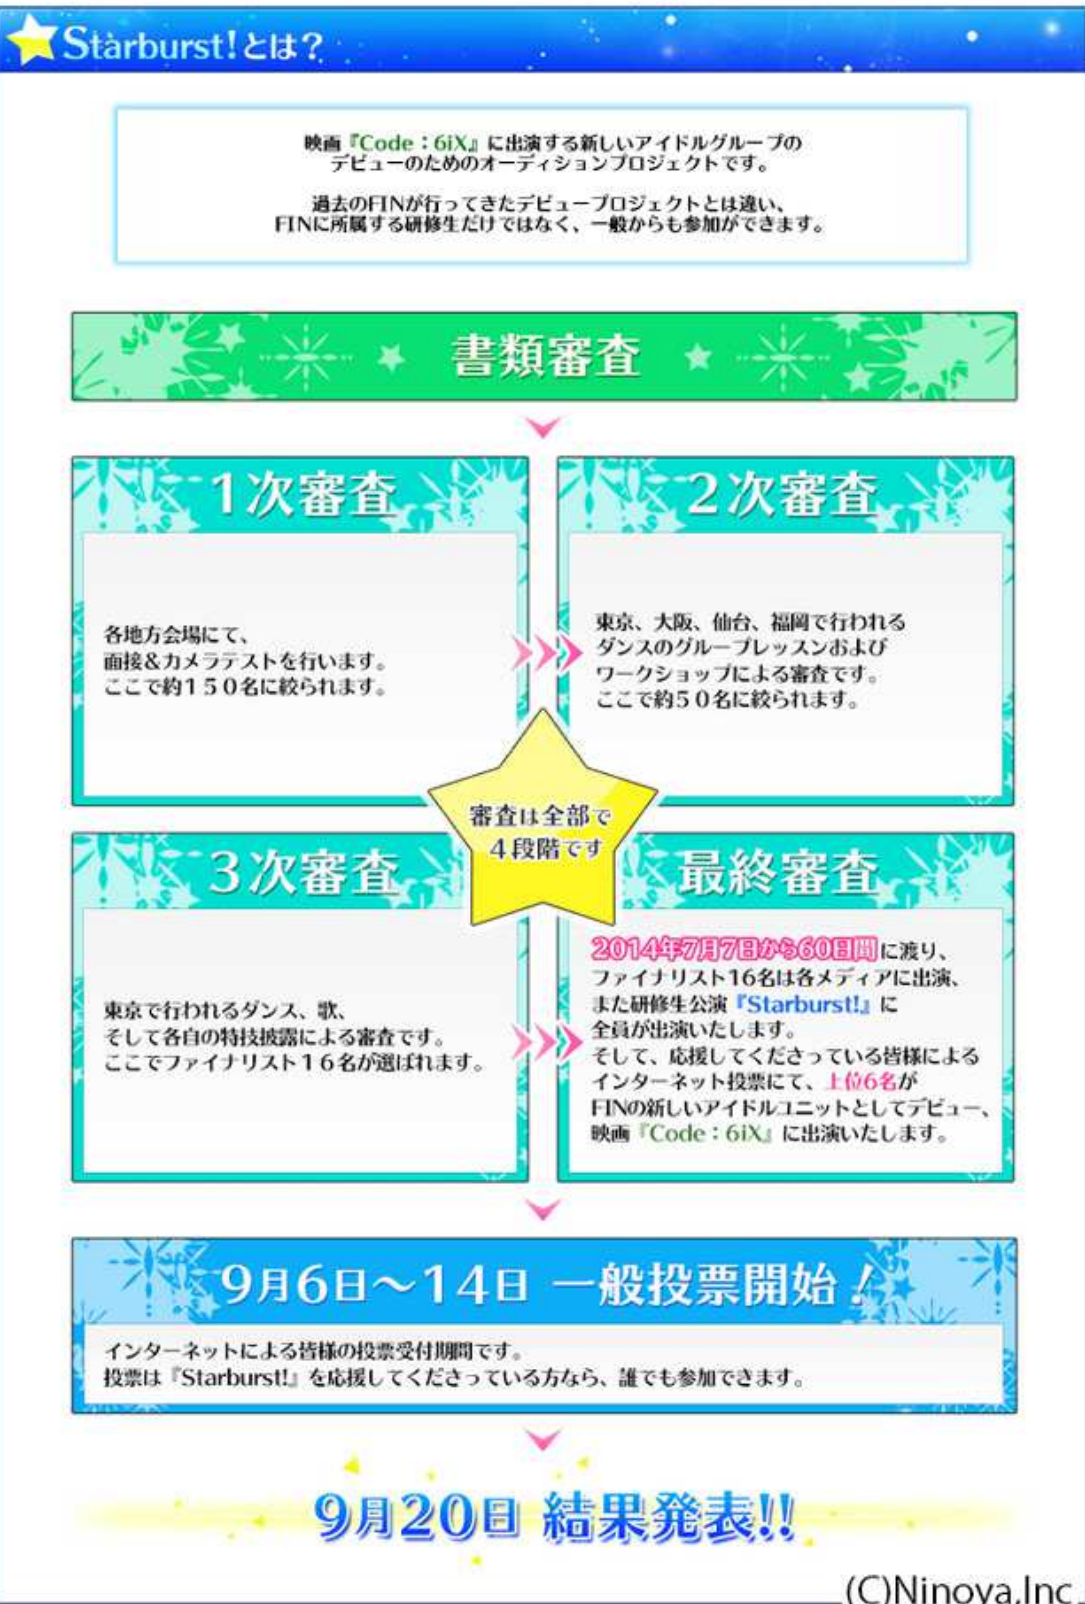 Starburst!とは?
映画『Code：6iX』に出演する新しいアイドルグループの
デビューのためのオーディションプロジェクトです。
過去のFINが行ってきたデビュープロジェクトとは違い、
FINに所属する研修生だけではなく、一般からも参加ができます。
書類審査
1次審査
各地方会場にて、
面接&カメラテストを行います。
ここで約１５０名に絞られます。
2次審査
東京、大阪、仙台、福岡で行われる
ダンスのグループレッスンおよび
ワークショップによる審査です。
ここで約５０名に絞られます。
審査は全部で
４段階です
3次審査
東京で行われるダンス、歌、
そして各自の特技披露による審査です。
ここでファイナリスト１６名が選ばれます。
最終審査
2014年7月7日から60日間に渡り、
ファイナリスト16名は各メディアに出演、
また研修生公演『Starburst!』に
全員が出演いたします。
そして、応援してくださっている皆様による
インターネット投票にて、上位6名が
FINの新しいアイドルユニットとしてデビュー、
映画『Code：6iX』に出演いたします。
9月6日～14日 一般投票開始！
インターネットによる皆様の投票受付期間です。
投票は『Starburst!』を応援してくださっている方なら、誰でも参加できます。
9月20日 結果発表!!
(C)Ninoya,Inc